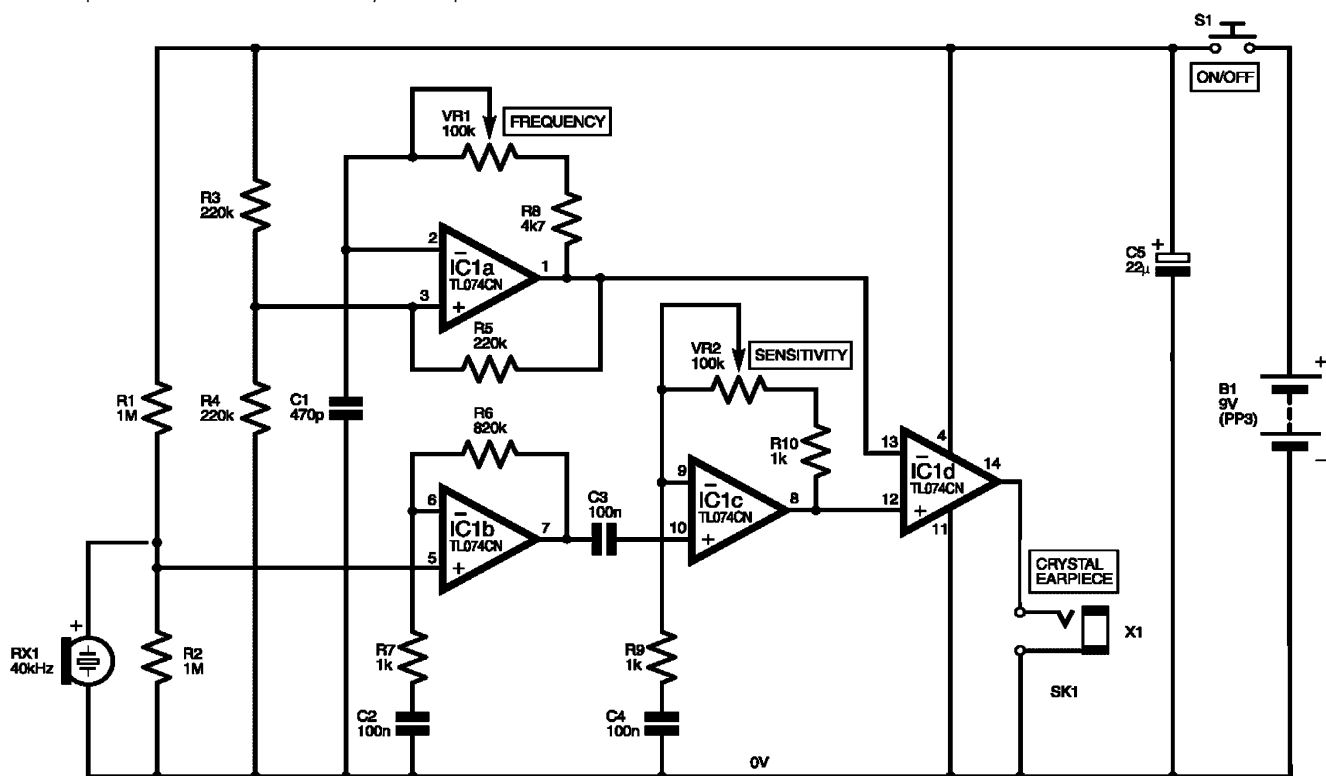 S1
ON/OFF
VR1
100k
FREQUENCY
R3
220k
R8
4k7
2
−
IC1a
TL074CN
1
3
+
C5
22µ
+
R5
220k
VR2
100k
SENSITIVITY
R1
1M
R4
220k
C1
470p
R6
820k
R10
1k
B1
9V
(PP3)
+
−
13
−
4
IC1d
TL074CN
14
12
+
11
6
−
IC1b
TL074CN
7
5
+
C3
100n
9
−
IC1c
TL074CN
8
10
+
CRYSTAL
EARPIECE
X1
SK1
RX1
40kHz
+
R2
1M
R7
1k
R9
1k
C2
100n
C4
100n
0V